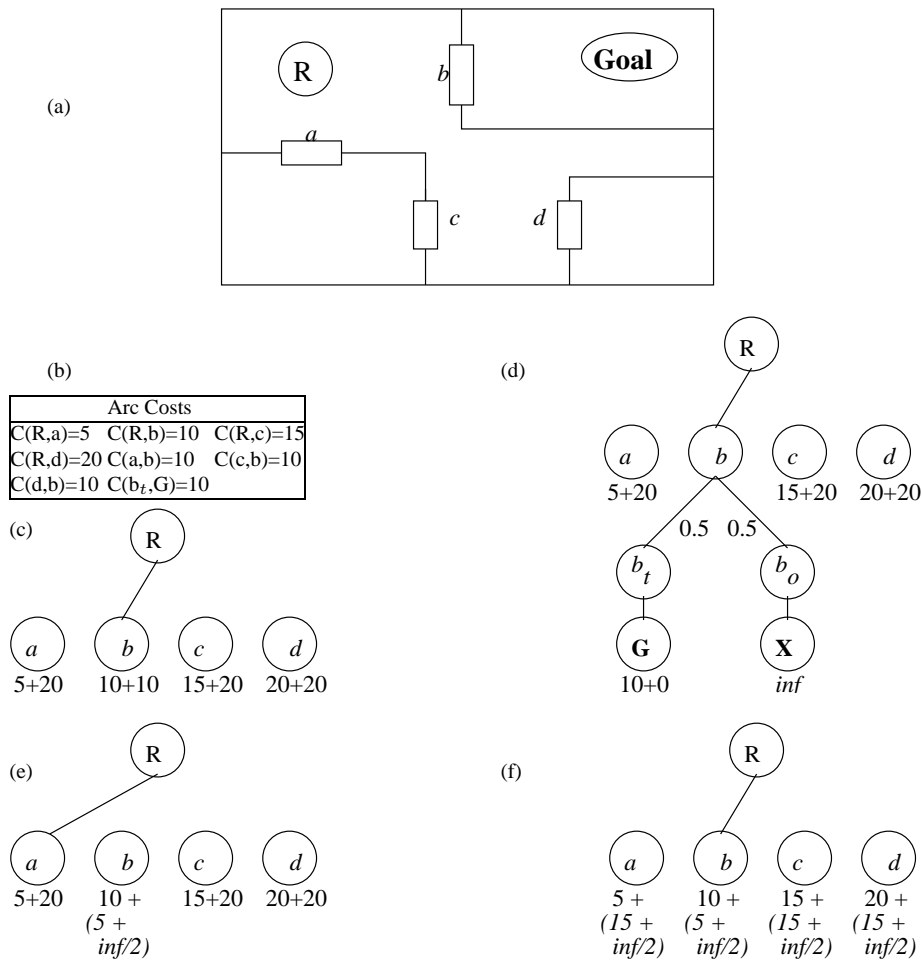 (a)
R
Goal
b
a
c
d
(b)
Arc Costs
C(R,a)=5 C(R,b)=10 C(R,c)=15
C(R,d)=20 C(a,b)=10 C(c,b)=10
C(d,b)=10 C(b_t,G)=10
(c)
R
a b c d
5+20 10+10 15+20 20+20
(d)
R
a b c d
5+20 15+20 20+20
0.5 0.5
b_t b_o
G X
10+0 inf
(e)
R
a b c d
5+20 10 + 15+20 20+20
(5 +
inf/2)
(f)
R
a b c d
5 + 10 + 15 + 20 +
(15 + (5 + (15 + (15 +
inf/2) inf/2) inf/2) inf/2)